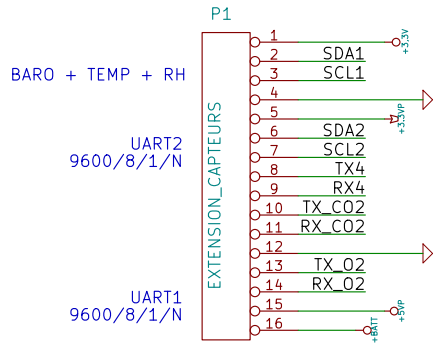 P1
1 +3.3V
2 SDA1
BARO + TEMP + RH
3 SCL1
4
5 +3.3VP
6 SDA2
UART2
7 SCL2
9600/8/1/N
8 TX4
9 RX4
10 TX_CO2
11 RX_CO2
12
13 TX_O2
14 RX_O2
UART1
15 +5VP
9600/8/1/N
16 +BATT
EXTENSION_CAPTEURS